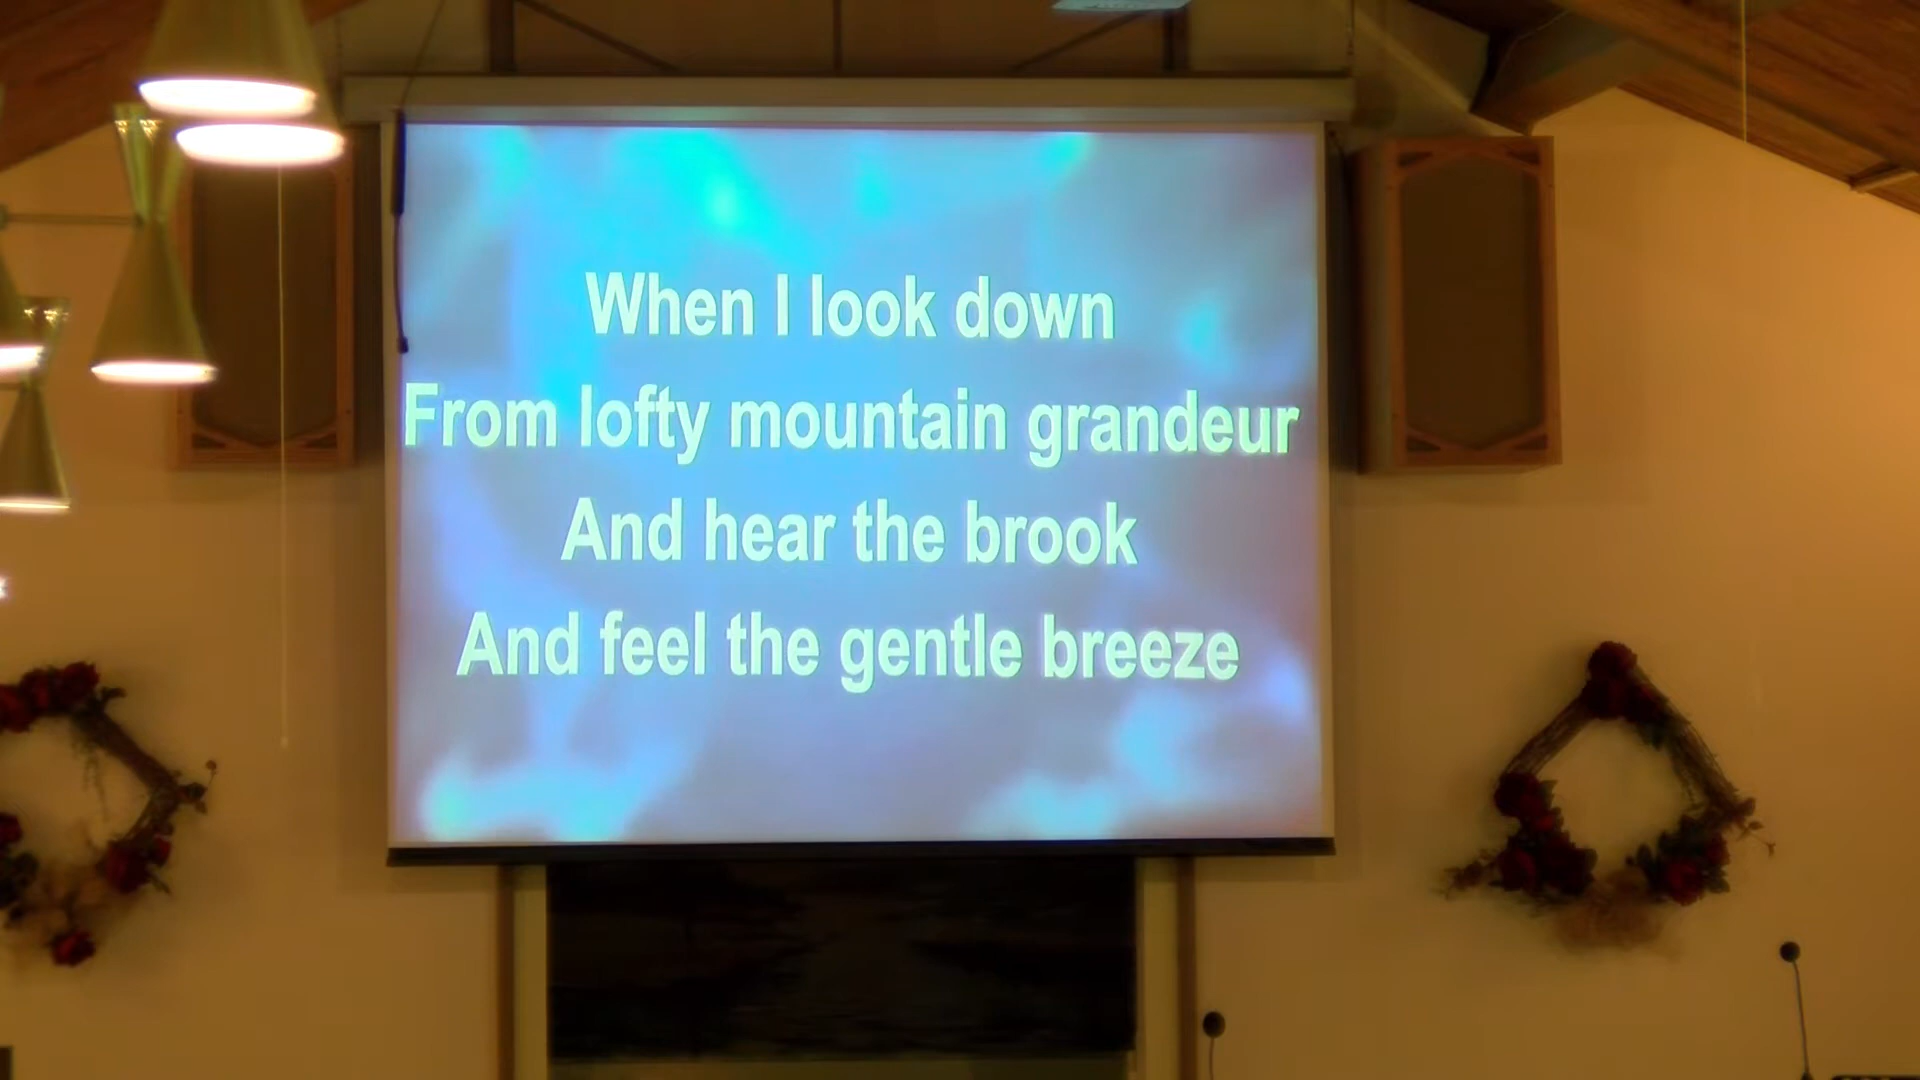 When I look down
From lofty mountain grandeur
And hear the brook
And feel the gentle breeze